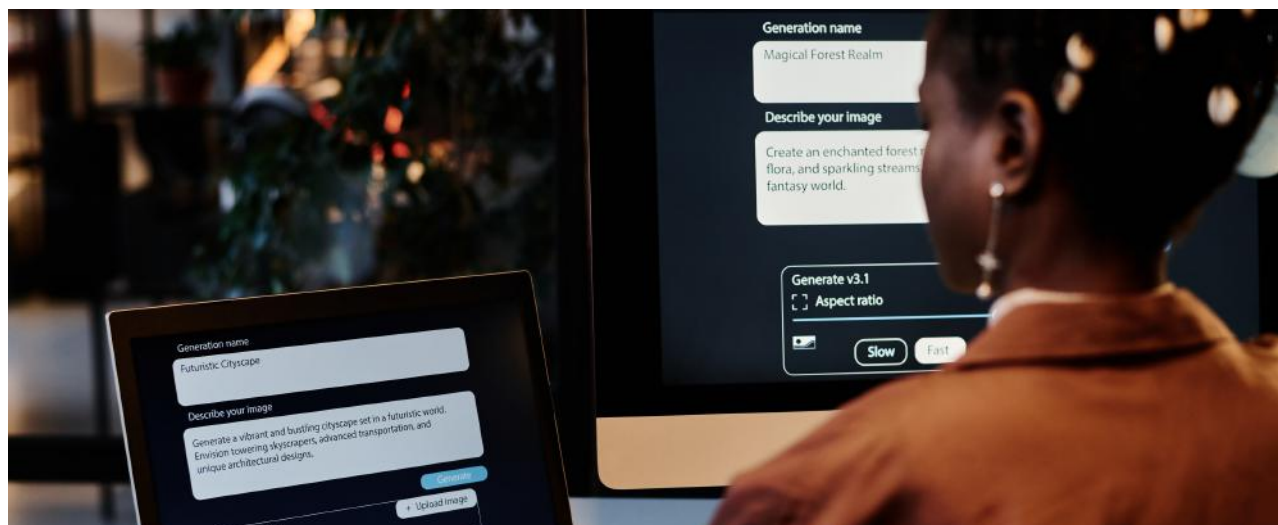 Generation name
Futuristic Cityscape
Describe your image
Generate a vibrant and bustling cityscape set in a futuristic world.
Envision towering skyscrapers, advanced transportation, and
unique architectural designs.
Generate
+ Upload image
Generation name
Magical Forest Realm
Describe your image
Create an enchanted forest
flora, and sparkling streams
fantasy world.
Generate v3.1
Aspect ratio
Slow
Fast